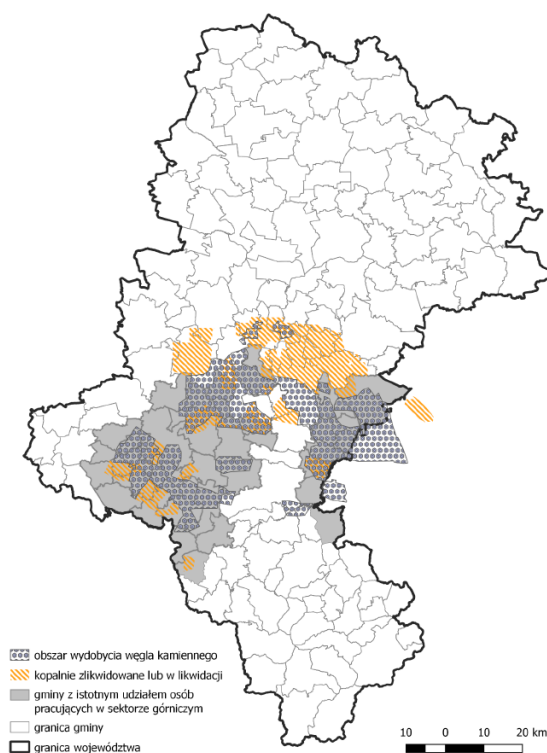 obszar wydobycia węgla kamiennego
kopalnie zlikwidowane lub w likwidacji
gminy z istotnym udziałem osób
pracujących w sektorze górniczym
granica gminy
granica województwa
10 0 10 20 km